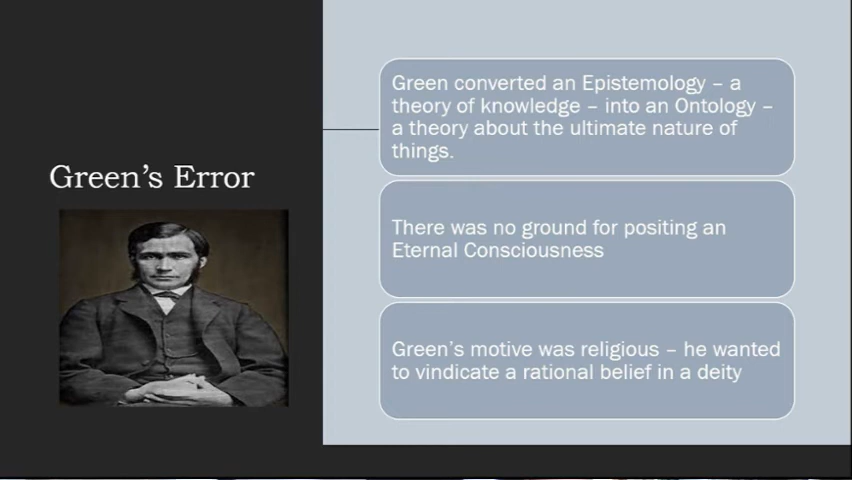 Green's Error
Green converted an Epistemology – a
theory of knowledge – into an Ontology –
a theory about the ultimate nature of
things.
There was no ground for positing an
Eternal Consciousness
Green's motive was religious – he wanted
to vindicate a rational belief in a deity